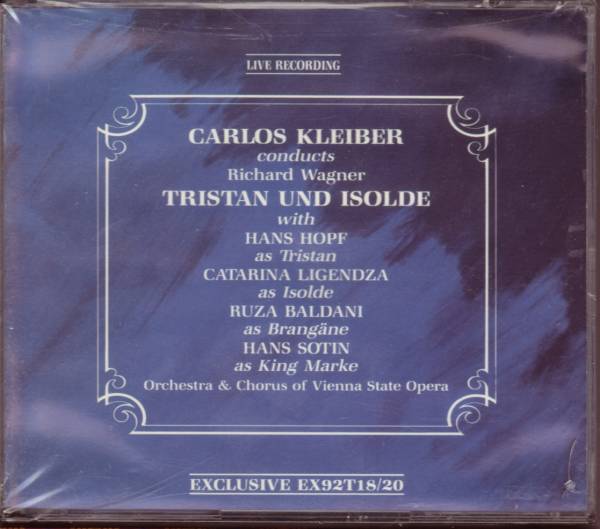 LIVE RECORDING
CARLOS KLEIBER
conducts
Richard Wagner
TRISTAN UND ISOLDE
with
HANS HOPF
as Tristan
CATARINA LIGENDZA
as Isolde
RUZA BALDANI
as Brangäne
HANS SOTIN
as King Marke
Orchestra & Chorus of Vienna State Opera
EXCLUSIVE EX92T18/20